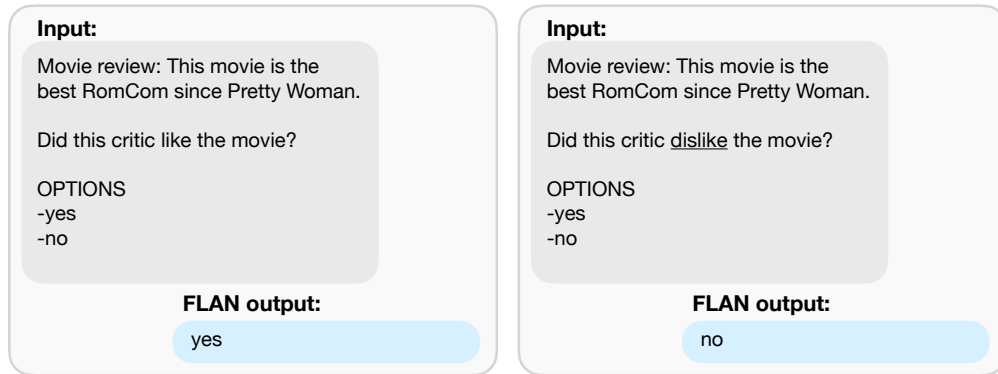 Input:
Movie review: This movie is the
best RomCom since Pretty Woman.
Did this critic like the movie?
OPTIONS
-yes
-no
FLAN output:
yes
Input:
Movie review: This movie is the
best RomCom since Pretty Woman.
Did this critic dislike the movie?
OPTIONS
-yes
-no
FLAN output:
no